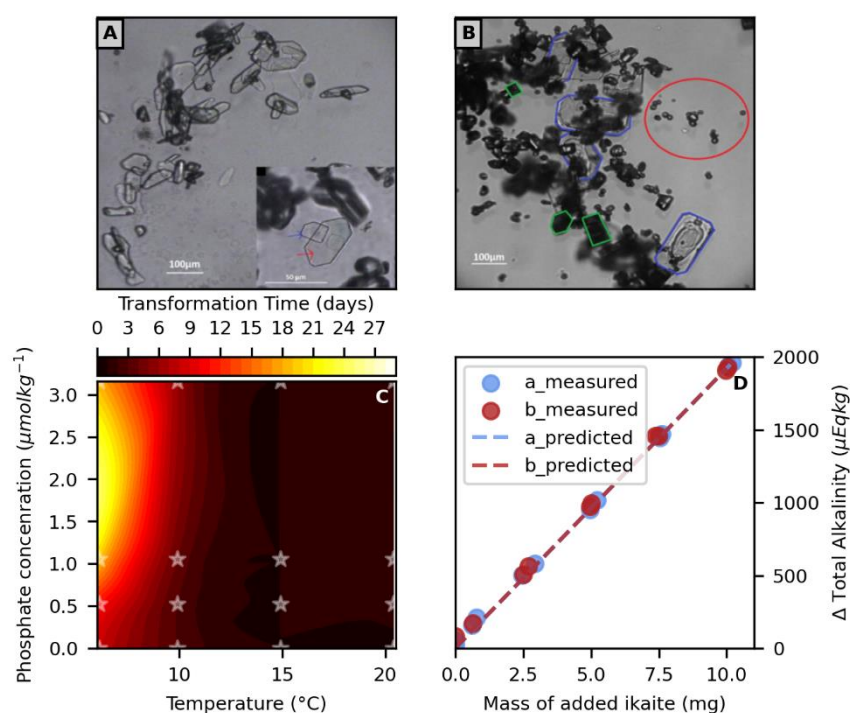 A
B
100μm
50 μm
100μm
Transformation Time (days)
0 3 6 9 12 15 18 21 24 27
C
Phosphate concenration (μmolkg⁻¹)
3.0
2.5
2.0
1.5
1.0
0.5
0.0
10 15 20
Temperature (°C)
D
a_measured
b_measured
a_predicted
b_predicted
2000
1500
1000
500
0
Δ Total Alkalinity (μEqkg)
0.0 2.5 5.0 7.5 10.0
Mass of added ikaite (mg)